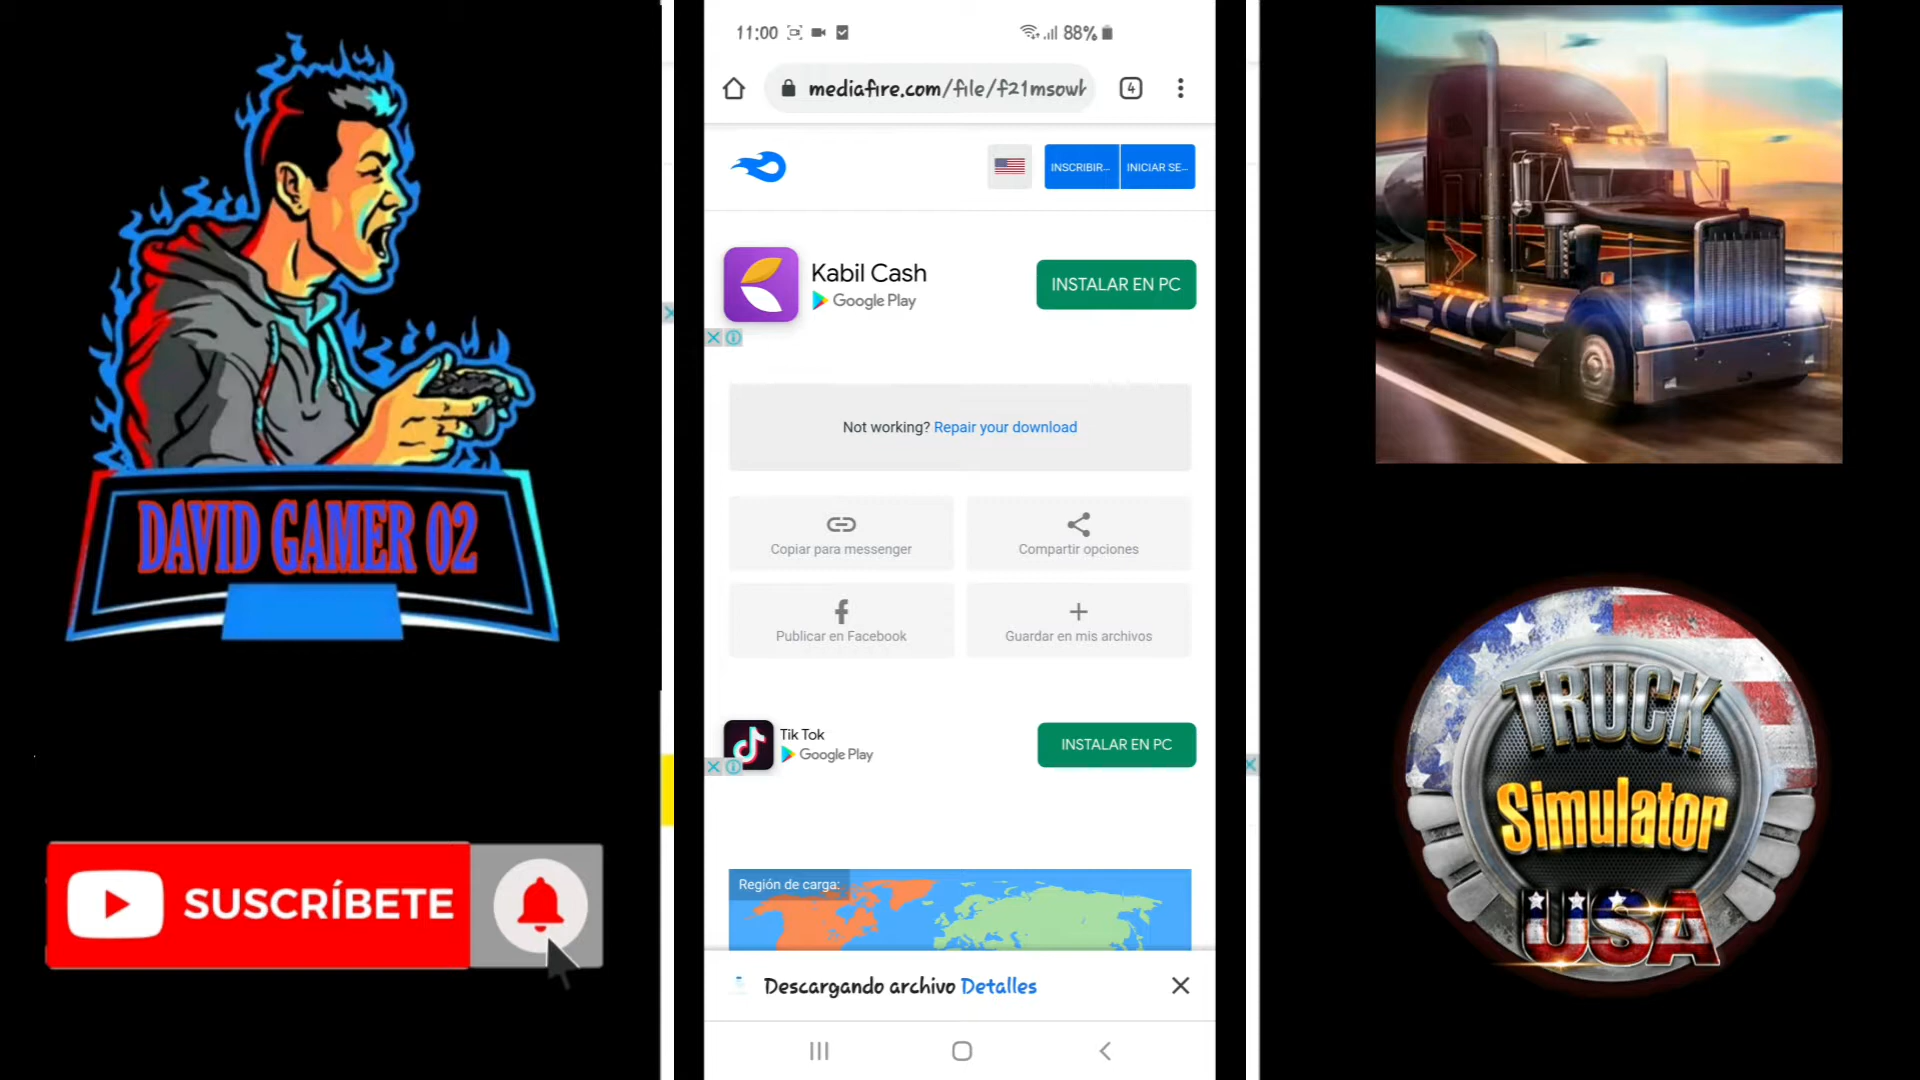 DAVID GAMER 02
SUSCRÍBETE
11:00
88%
mediafire.com/file/f21msowh
4
INSCRIBIR...
INICIAR SE...
Kabil Cash
Google Play
INSTALAR EN PC
Not working? Repair your download
Copiar para messenger
Compartir opciones
Publicar en Facebook
Guardar en mis archivos
Tik Tok
Google Play
INSTALAR EN PC
Región de carga:
Descargando archivo Detalles
TRUCK
Simulator
USA